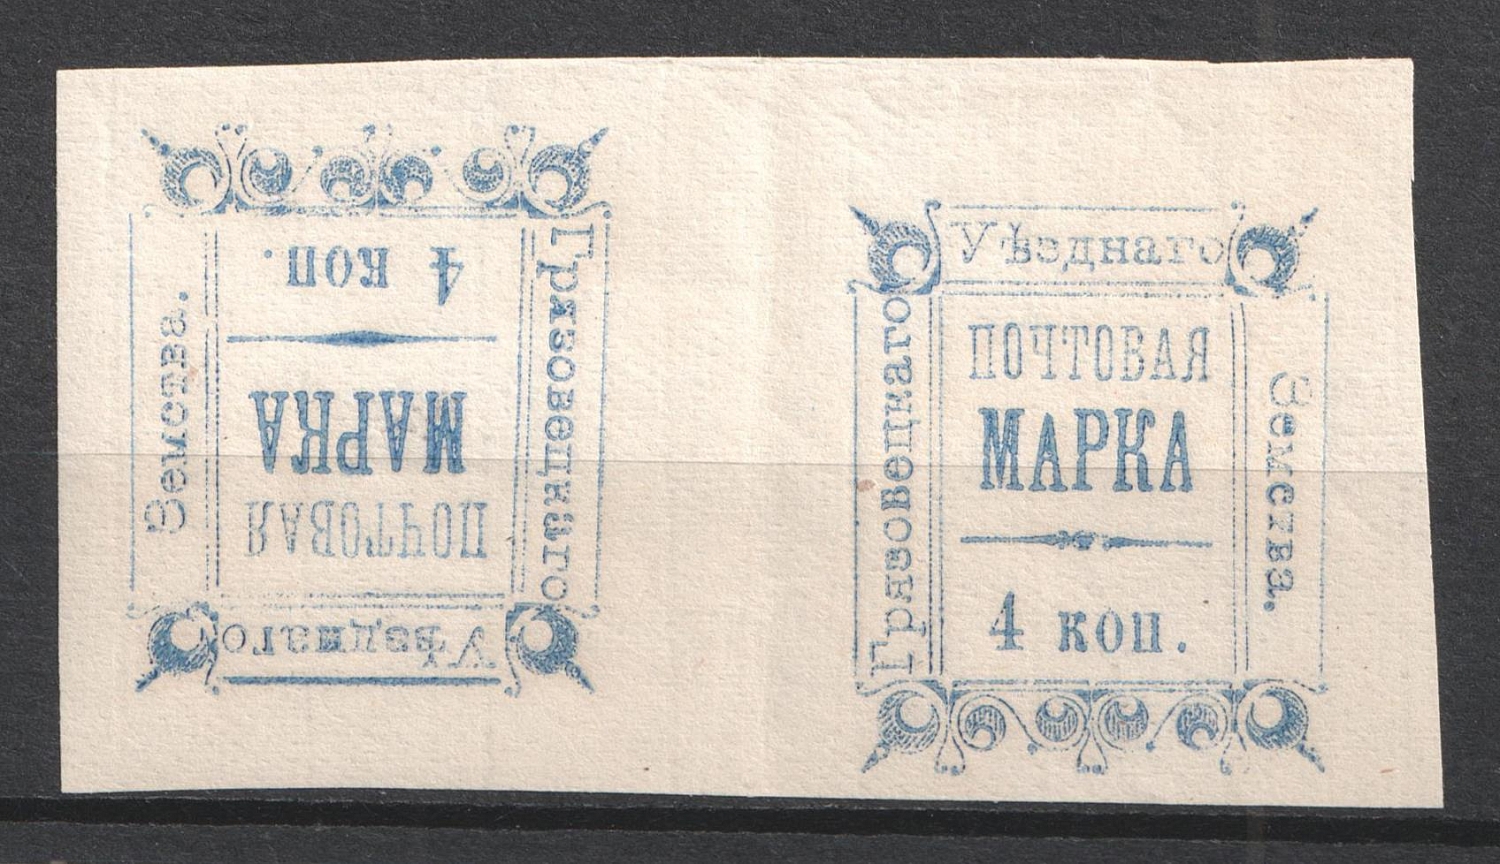 Грязовецкаго
Уѣзднаго
Земства.
ПОЧТОВАЯ
МАРКА
4 коп.
Грязовецкаго
Уѣзднаго
Земства.
ПОЧТОВАЯ
МАРКА
4 коп.